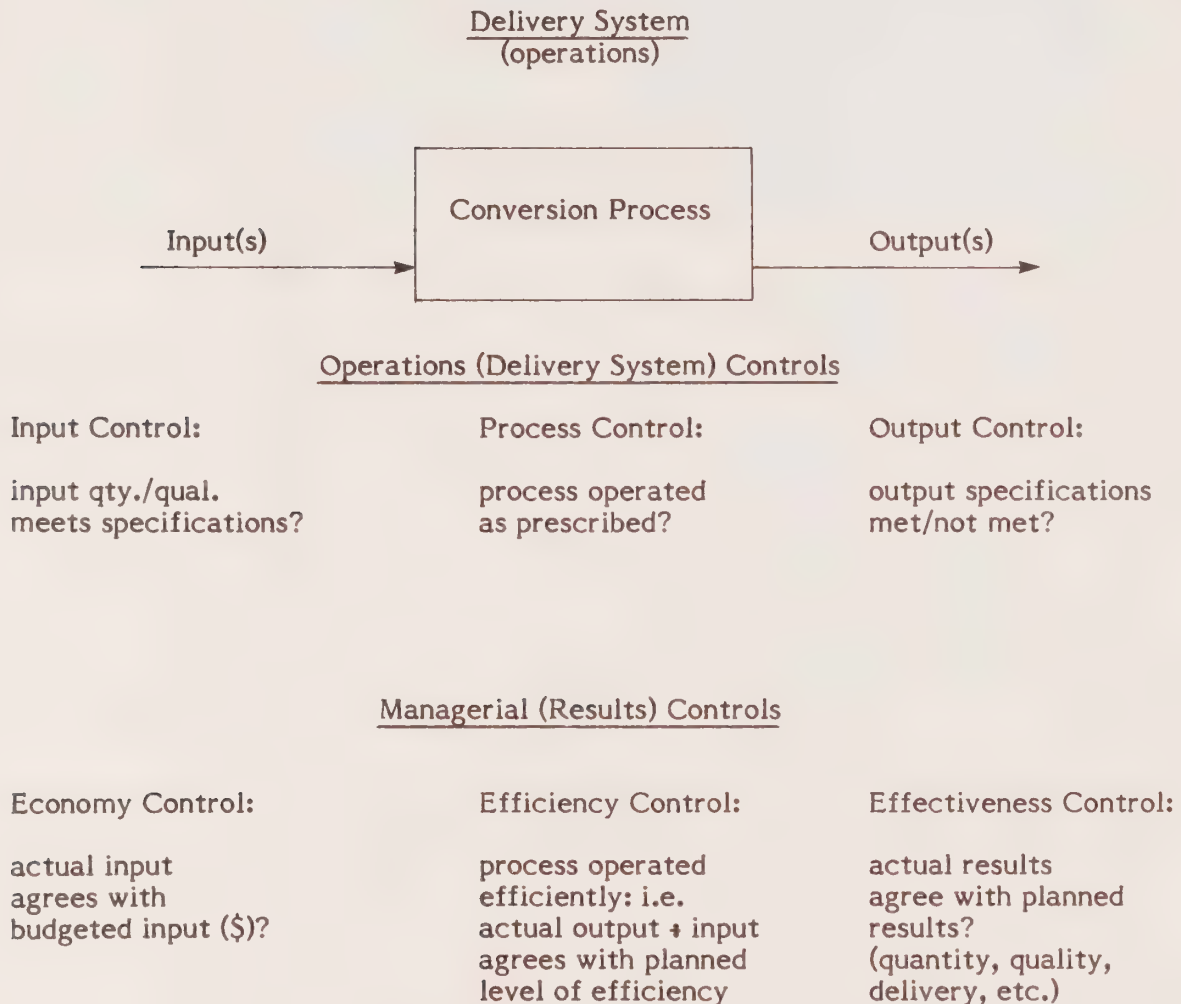 Delivery System
(operations)
Conversion Process
Input(s)
Output(s)
Operations (Delivery System) Controls
Input Control:
input qty./qual.
meets specifications?
Process Control:
process operated
as prescribed?
Output Control:
output specifications
met/not met?
Managerial (Results) Controls
Economy Control:
actual input
agrees with
budgeted input ($)?
Efficiency Control:
process operated
efficiently: i.e.
actual output ÷ input
agrees with planned
level of efficiency
Effectiveness Control:
actual results
agree with planned
results?
(quantity, quality,
delivery, etc.)